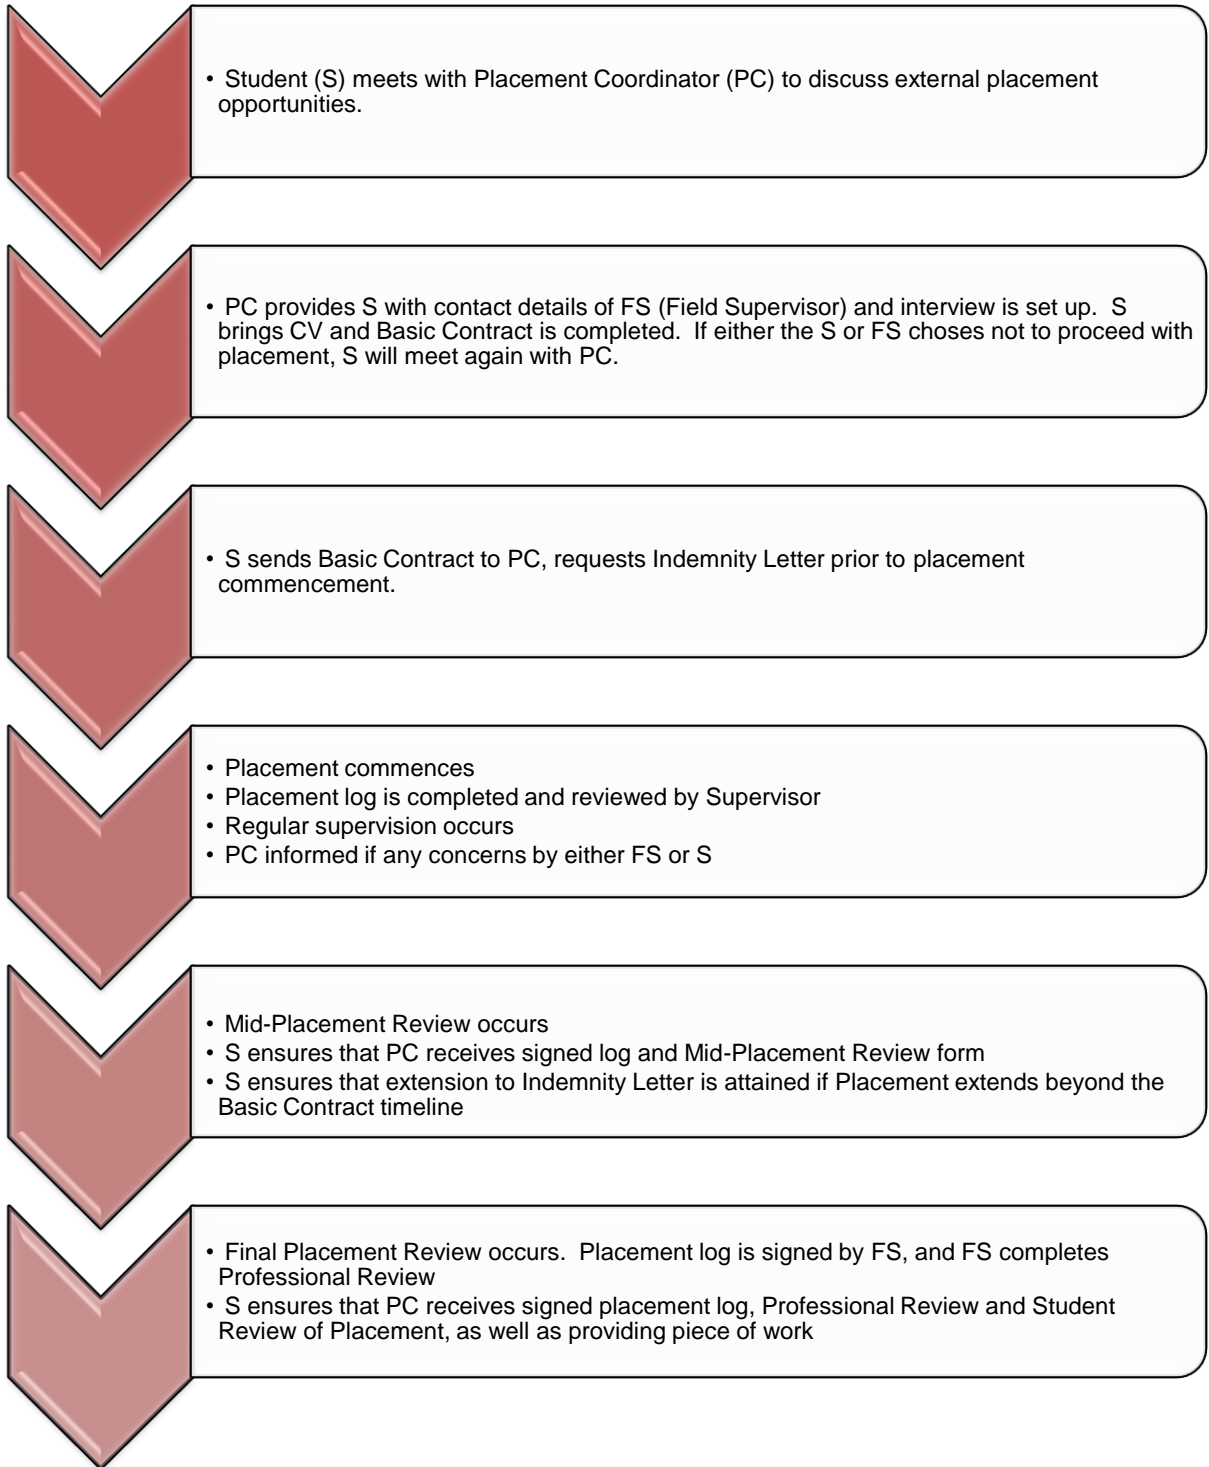 • Student (S) meets with Placement Coordinator (PC) to discuss external placement
opportunities.
• PC provides S with contact details of FS (Field Supervisor) and interview is set up.  S
brings CV and Basic Contract is completed.  If either the S or FS choses not to proceed with
placement, S will meet again with PC.
• S sends Basic Contract to PC, requests Indemnity Letter prior to placement
commencement.
• Placement commences
• Placement log is completed and reviewed by Supervisor
• Regular supervision occurs
• PC informed if any concerns by either FS or S
• Mid-Placement Review occurs
• S ensures that PC receives signed log and Mid-Placement Review form
• S ensures that extension to Indemnity Letter is attained if Placement extends beyond the
Basic Contract timeline
• Final Placement Review occurs.  Placement log is signed by FS, and FS completes
Professional Review
• S ensures that PC receives signed placement log, Professional Review and Student
Review of Placement, as well as providing piece of work